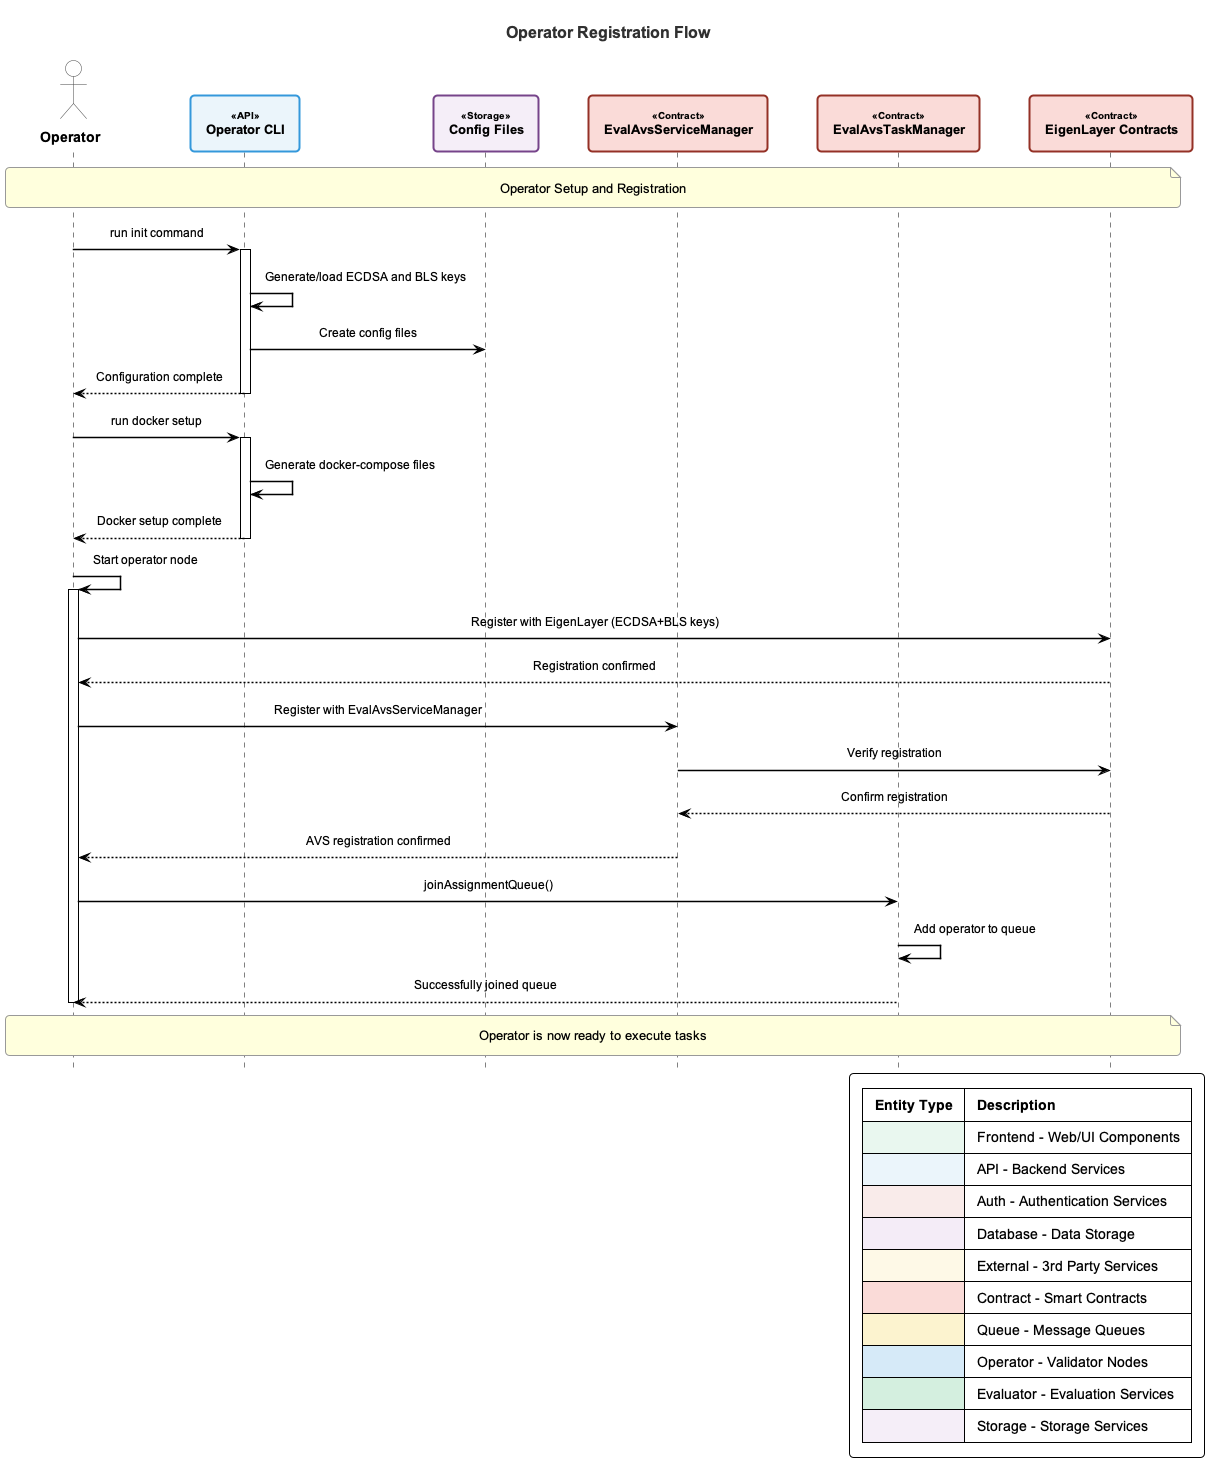 Operator Registration Flow
Operator
«API»
Operator CLI
«Storage»
Config Files
«Contract»
EvalAvsServiceManager
«Contract»
EvalAvsTaskManager
«Contract»
EigenLayer Contracts
Operator Setup and Registration
run init command
Generate/load ECDSA and BLS keys
Create config files
Configuration complete
run docker setup
Generate docker-compose files
Docker setup complete
Start operator node
Register with EigenLayer (ECDSA+BLS keys)
Registration confirmed
Register with EvalAvsServiceManager
Verify registration
Confirm registration
AVS registration confirmed
joinAssignmentQueue()
Add operator to queue
Successfully joined queue
Operator is now ready to execute tasks
Entity Type Description
Frontend - Web/UI Components
API - Backend Services
Auth - Authentication Services
Database - Data Storage
External - 3rd Party Services
Contract - Smart Contracts
Queue - Message Queues
Operator - Validator Nodes
Evaluator - Evaluation Services
Storage - Storage Services